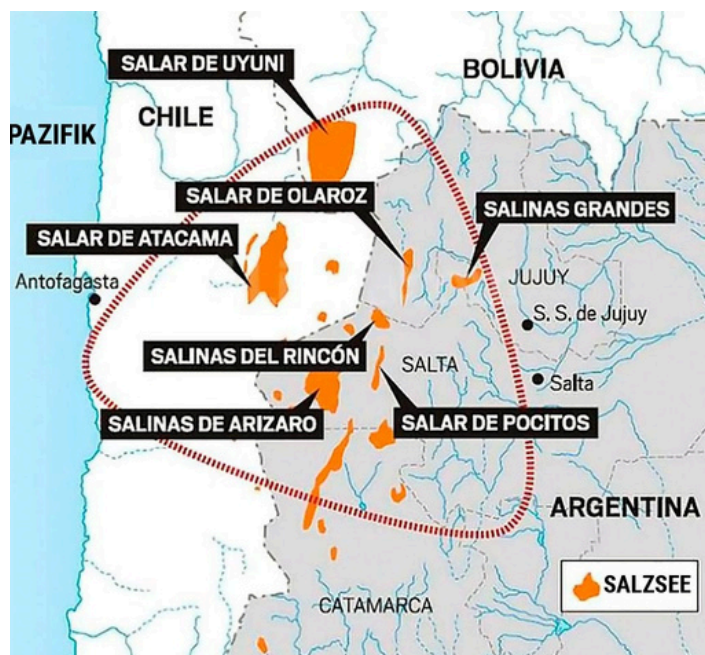 SALAR DE UYUNI
BOLIVIA
CHILE
PAZIFIK
SALAR DE OLAROZ
SALINAS GRANDES
SALAR DE ATACAMA
Antofagasta
JUJUY
S. S. de Jujuy
SALINAS DEL RINCÓN
SALTA
Salta
SALINAS DE ARIZARO
SALAR DE POCITOS
ARGENTINA
SALZSEE
CATAMARCA